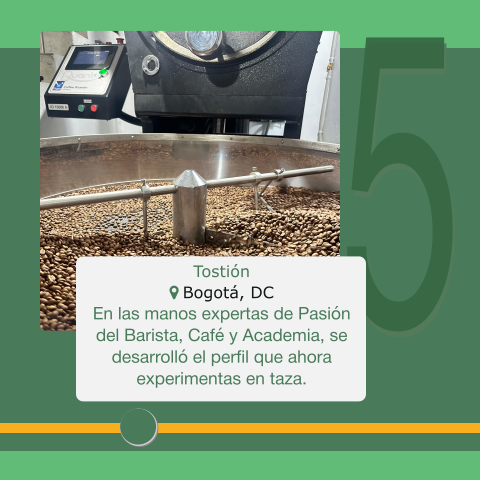 5
Tostión
Bogotá, DC
En las manos expertas de Pasión
del Barista, Café y Academia, se
desarrolló el perfil que ahora
experimentas en taza.